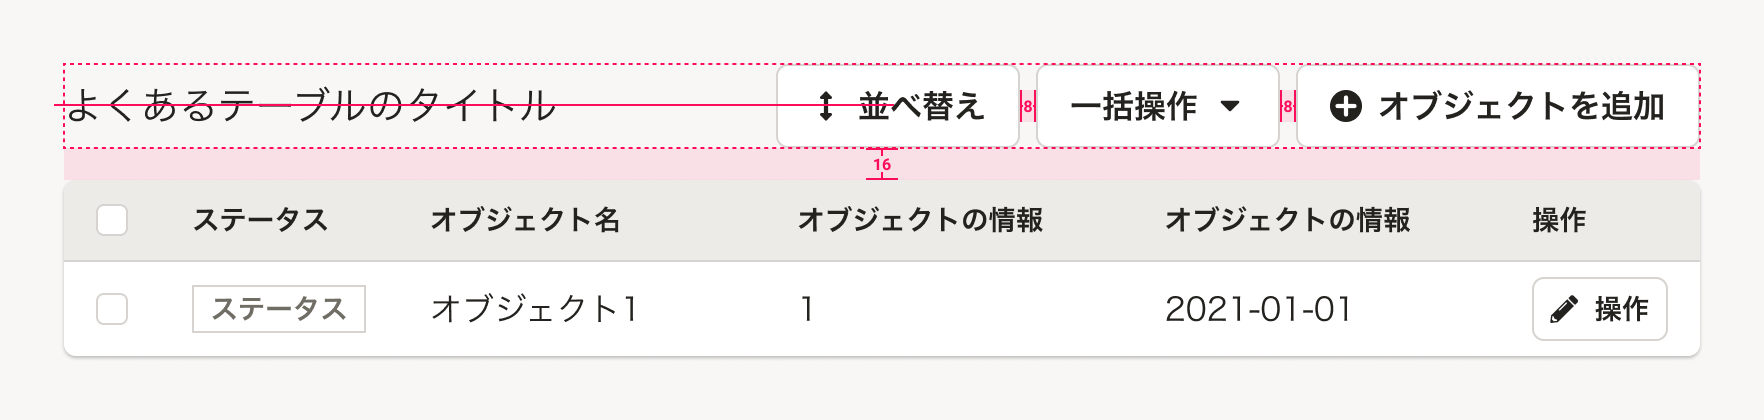 よくあるテーブルのタイトル 並べ替え 8 一括操作 8 オブジェクトを追加
16
ステータス オブジェクト名 オブジェクトの情報 オブジェクトの情報 操作
ステータス オブジェクト1 1 2021-01-01 操作